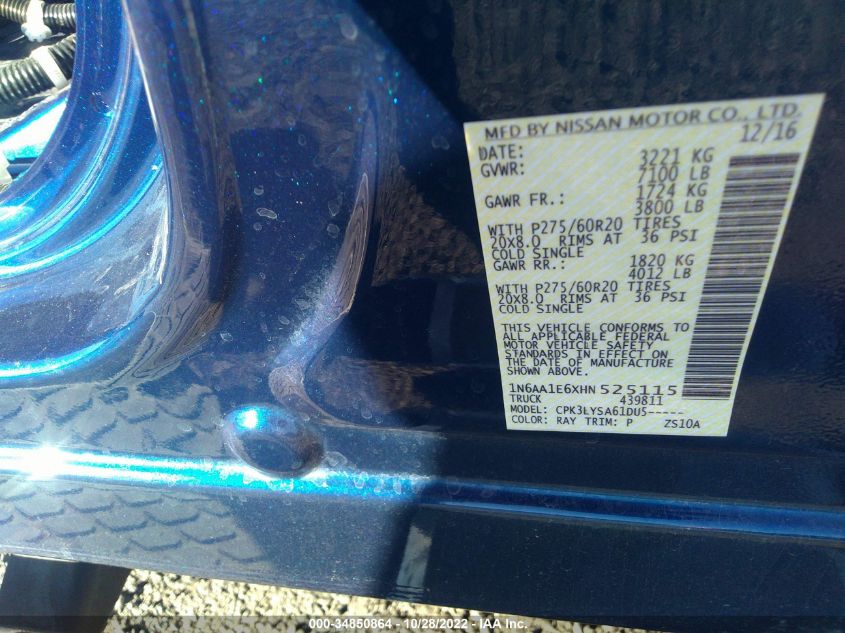 MFD BY NISSAN MOTOR CO., LTD.
DATE: 12/16
GVWR: 3221 KG
7100 LB
GAWR FR.: 1724 KG
3800 LB
WITH P275/60R20 TIRES
20X8.0 RIMS AT 36 PSI
COLD SINGLE
GAWR RR.: 1820 KG
4012 LB
WITH P275/60R20 TIRES
20X8.0 RIMS AT 36 PSI
COLD SINGLE
THIS VEHICLE CONFORMS TO
ALL APPLICABLE FEDERAL
MOTOR VEHICLE SAFETY
STANDARDS IN EFFECT ON
THE DATE OF MANUFACTURE
SHOWN ABOVE.
1N6AA1E6XHN525115
TRUCK 439811
MODEL: CPK3LYSA61DU5-----
COLOR: RAY TRIM: P ZS10A
000-34850864 - 10/28/2022 - IAA Inc.